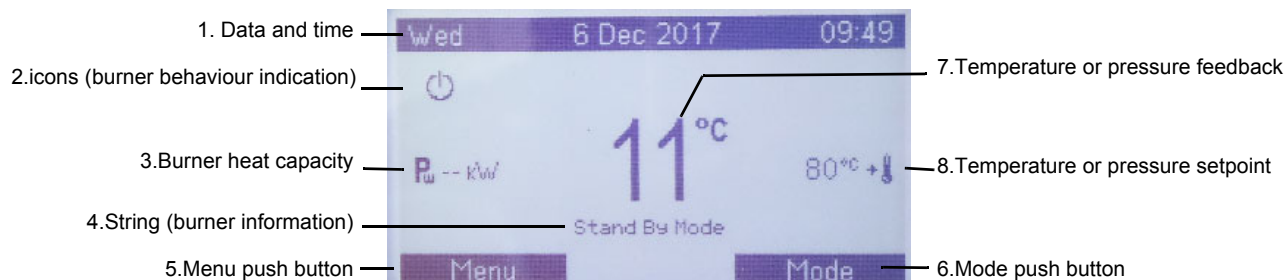 1. Data and time
Wed 6 Dec 2017 09:49
2.icons (burner behaviour indication)
7.Temperature or pressure feedback
11°C
3.Burner heat capacity
Pw -- kW
80°C
8.Temperature or pressure setpoint
4.String (burner information)
Stand By Mode
5.Menu push button
Menu
Mode
6.Mode push button